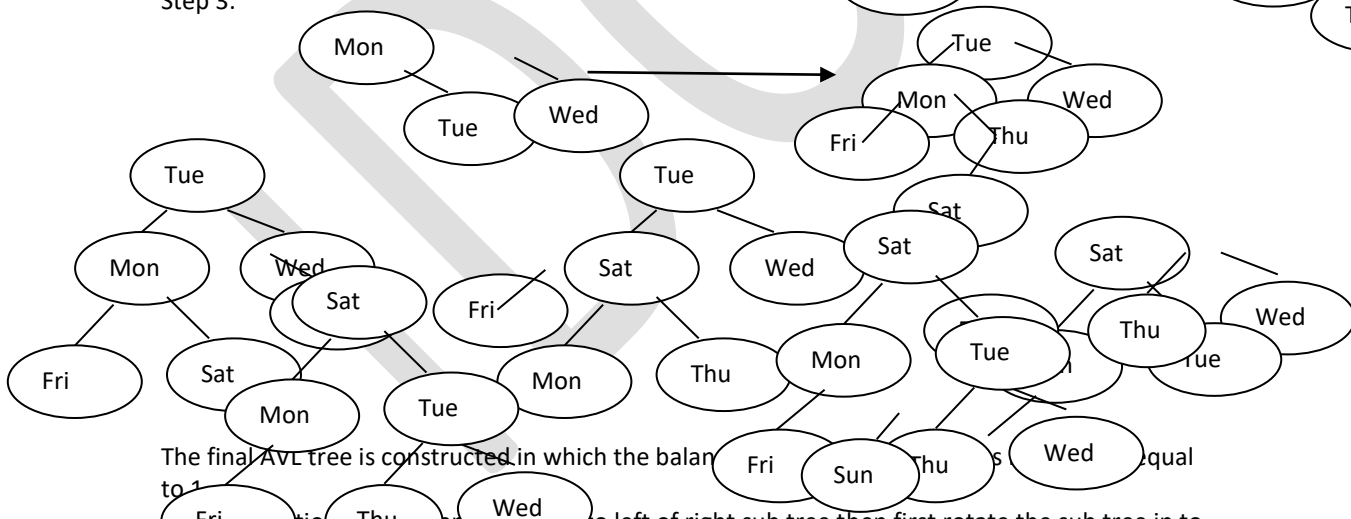 Step 3:
Mon
Tue
Wed
Tue
Mon
Wed
Fri
Thu
Sat
Tue
Mon
Wed
Fri
Sat
Sat
Mon
Tue
Fri
Thu
Wed
Tue
Sat
Wed
Fri
Mon
Thu
Sat
Mon
Tue
Fri
Sun
Thu
Wed
Sat
Thu
Wed
Tue
The final AVL tree is constructed in which the balan
equal
to 1
to left of right sub tree then first rotate the sub tree in to